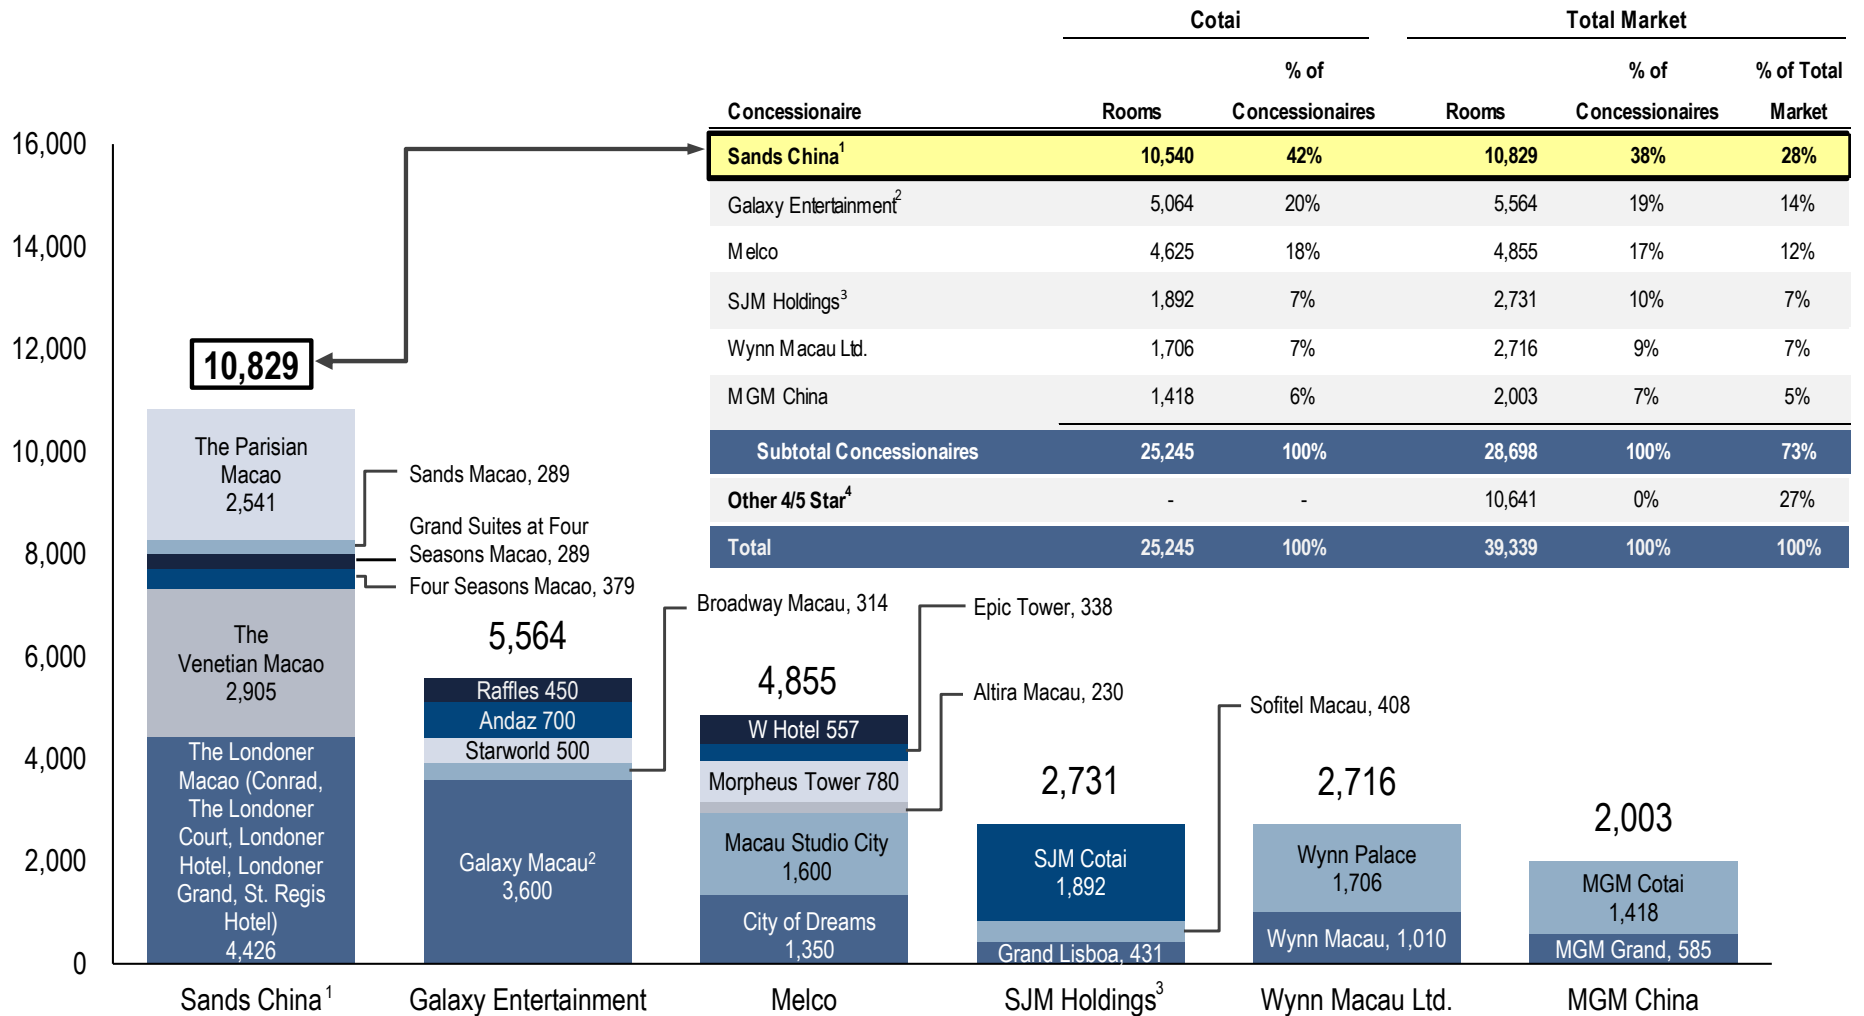 Cotai Total Market
% of % of % of Total
Concessionaire Rooms Concessionaires Rooms Concessionaires Market
Sands China1 10,540 42% 10,829 38% 28%
Galaxy Entertainment2 5,064 20% 5,564 19% 14%
Melco 4,625 18% 4,855 17% 12%
SJM Holdings3 1,892 7% 2,731 10% 7%
Wynn Macau Ltd. 1,706 7% 2,716 9% 7%
MGM China 1,418 6% 2,003 7% 5%
Subtotal Concessionaires 25,245 100% 28,698 100% 73%
Other 4/5 Star4 - - 10,641 0% 27%
Total 25,245 100% 39,339 100% 100%
16,000
14,000
12,000
10,000
8,000
6,000
4,000
2,000
0
10,829
The Parisian
Macao
2,541
Sands Macao, 289
Grand Suites at Four
Seasons Macao, 289
Four Seasons Macao, 379
The
Venetian Macao
2,905
The Londoner
Macao (Conrad,
The Londoner
Court, Londoner
Hotel, Londoner
Grand, St. Regis
Hotel)
4,426
5,564
Raffles 450
Andaz 700
Starworld 500
Broadway Macau, 314
Galaxy Macau2
3,600
4,855
W Hotel 557
Epic Tower, 338
Morpheus Tower 780
Altira Macau, 230
Macau Studio City
1,600
City of Dreams
1,350
2,731
SJM Cotai
1,892
Sofitel Macau, 408
Grand Lisboa, 431
2,716
Wynn Palace
1,706
Wynn Macau, 1,010
2,003
MGM Cotai
1,418
MGM Grand, 585
Sands China1 Galaxy Entertainment Melco SJM Holdings3 Wynn Macau Ltd. MGM China